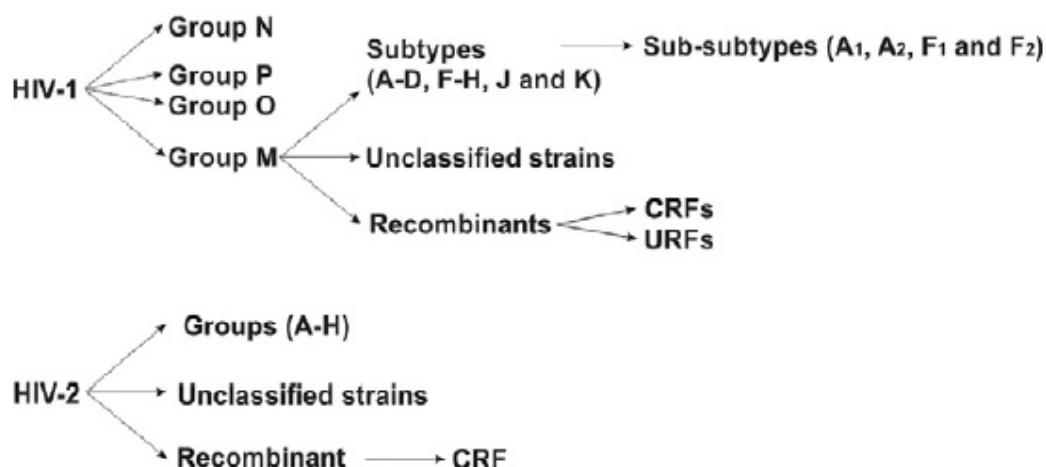 Group N
Subtypes
(A-D, F-H, J and K)
Sub-subtypes (A1, A2, F1 and F2)
HIV-1
Group P
Group O
Group M
Unclassified strains
Recombinants
CRFs
URFs
Groups (A-H)
HIV-2
Unclassified strains
Recombinant
CRF